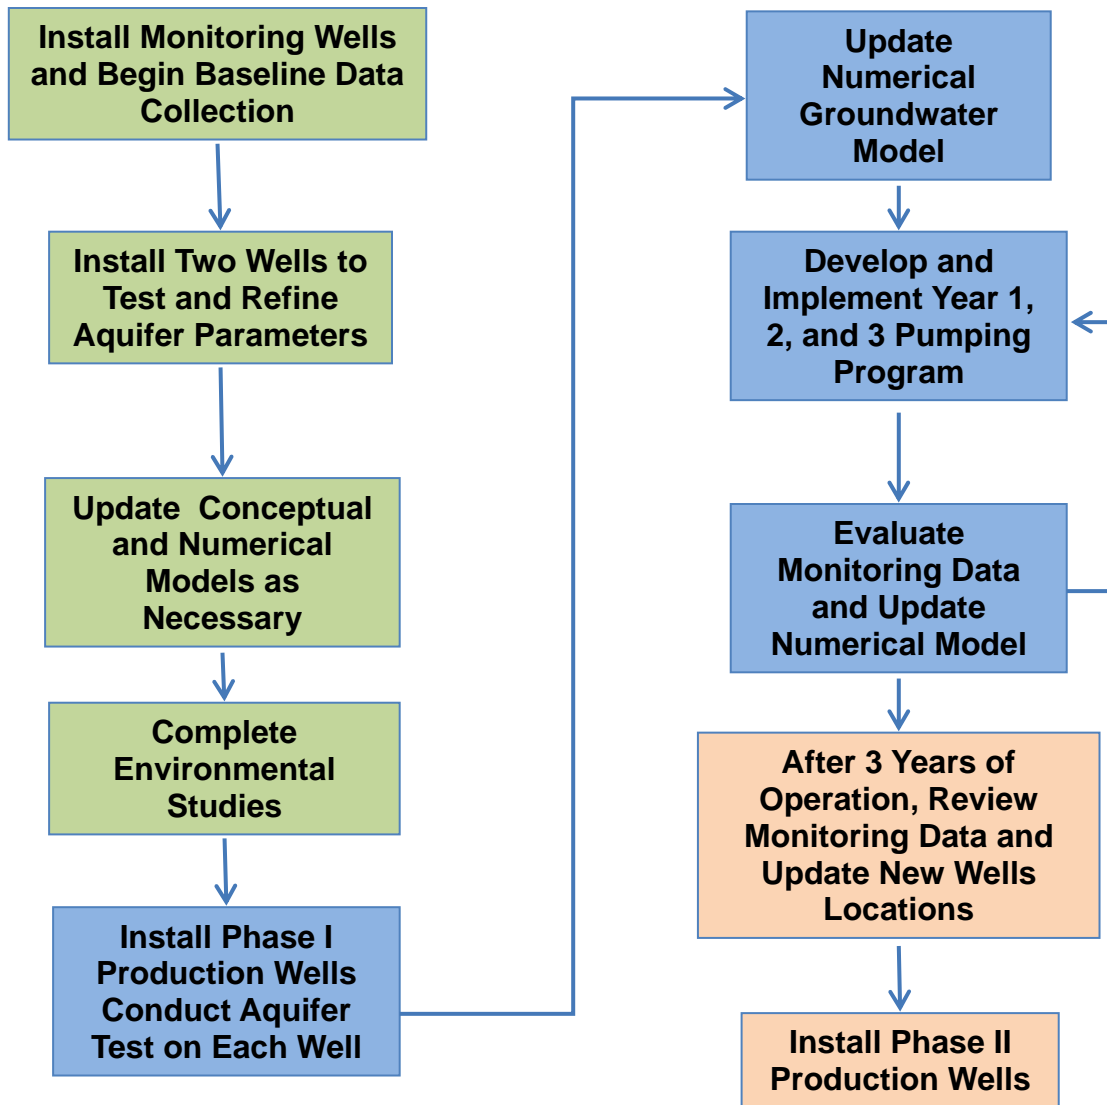 Install Monitoring Wells
and Begin Baseline Data
Collection
Install Two Wells to
Test and Refine
Aquifer Parameters
Update  Conceptual
and Numerical
Models as
Necessary
Complete
Environmental
Studies
Install Phase I
Production Wells
Conduct Aquifer
Test on Each Well
Update
Numerical
Groundwater
Model
Develop and
Implement Year 1,
2, and 3 Pumping
Program
Evaluate
Monitoring Data
and Update
Numerical Model
After 3 Years of
Operation, Review
Monitoring Data and
Update New Wells
Locations
Install Phase II
Production Wells